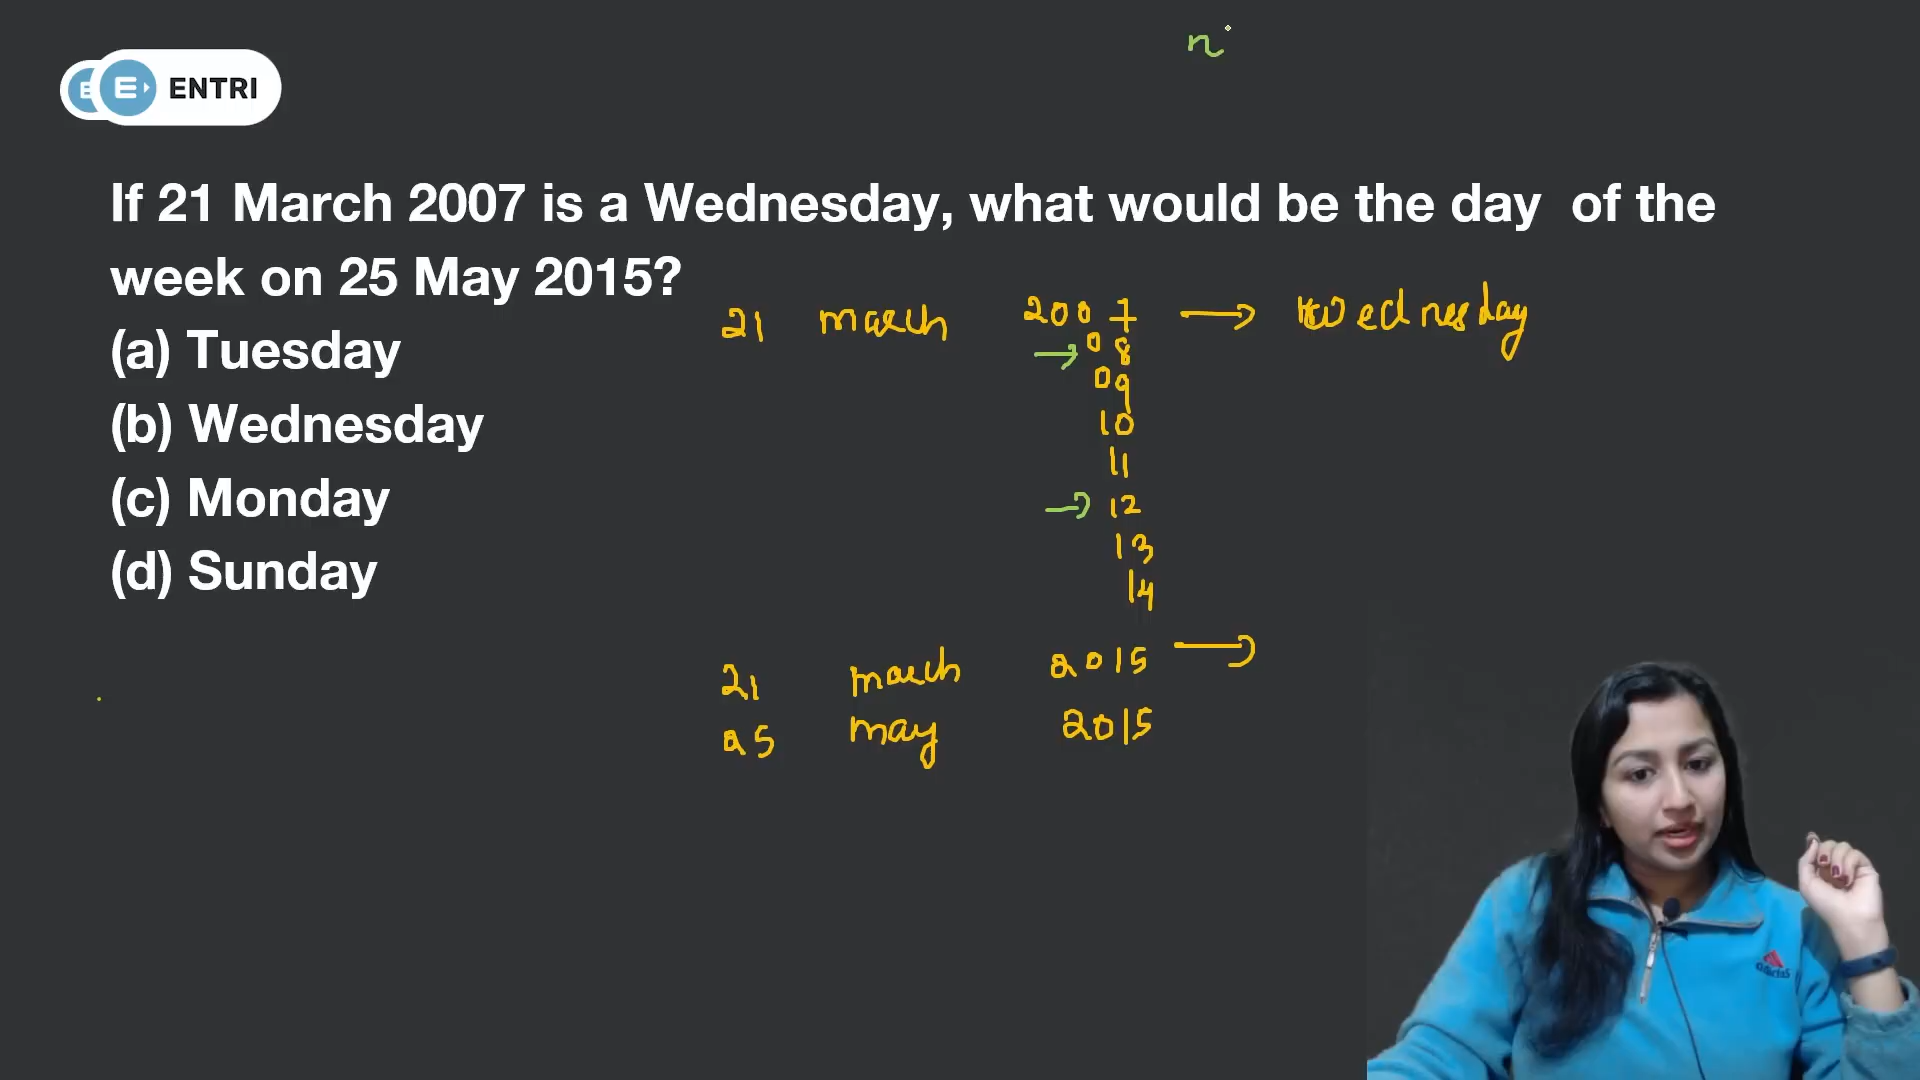 n
E E ENTRI
If 21 March 2007 is a Wednesday, what would be the day of the
week on 25 May 2015?
(a) Tuesday
(b) Wednesday
(c) Monday
(d) Sunday
21 march 2007 → Wednesday
→ 08
09
10
11
→ 12
13
14
21 march 2015 →
25 may 2015
adidas